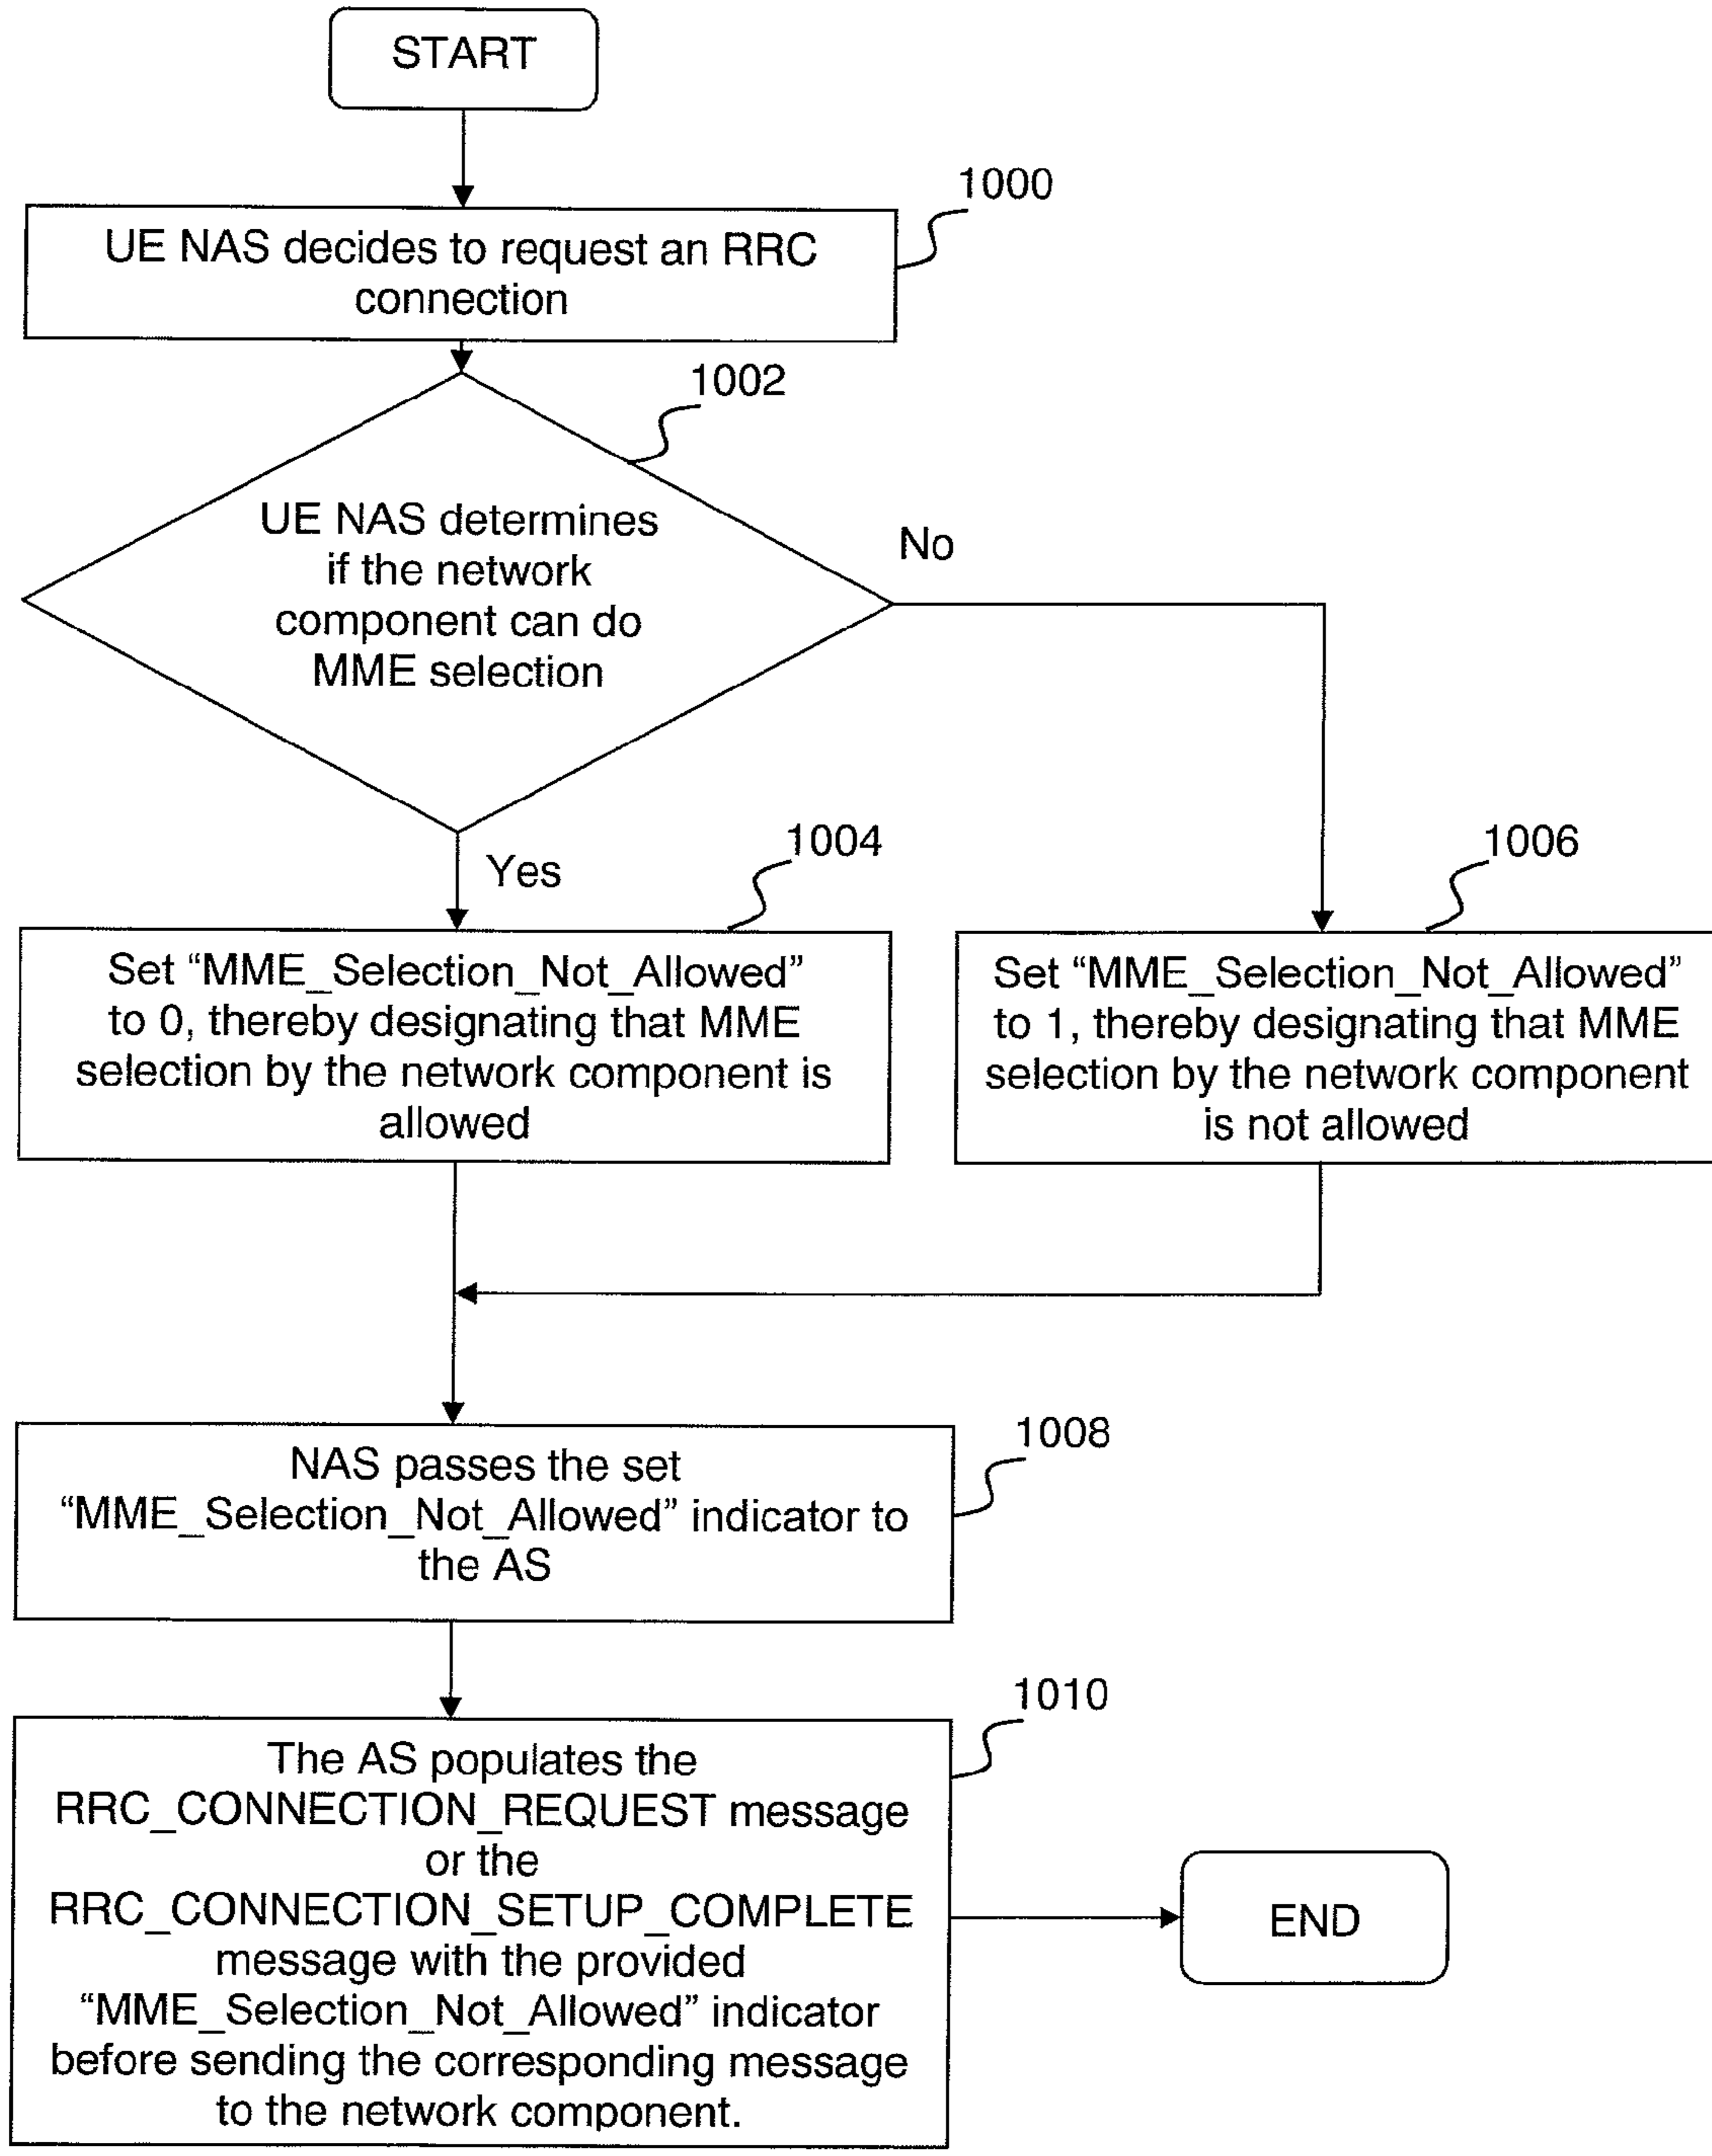 START
1000
UE NAS decides to request an RRC
connection
1002
UE NAS determines
if the network
component can do
MME selection
No
Yes
1004
1006
Set “MME_Selection_Not_Allowed”
to 0, thereby designating that MME
selection by the network component is
allowed
Set “MME_Selection_Not_Allowed”
to 1, thereby designating that MME
selection by the network component
is not allowed
1008
NAS passes the set
“MME_Selection_Not_Allowed” indicator to
the AS
1010
The AS populates the
RRC_CONNECTION_REQUEST message
or the
RRC_CONNECTION_SETUP_COMPLETE
message with the provided
“MME_Selection_Not_Allowed” indicator
before sending the corresponding message
to the network component.
END